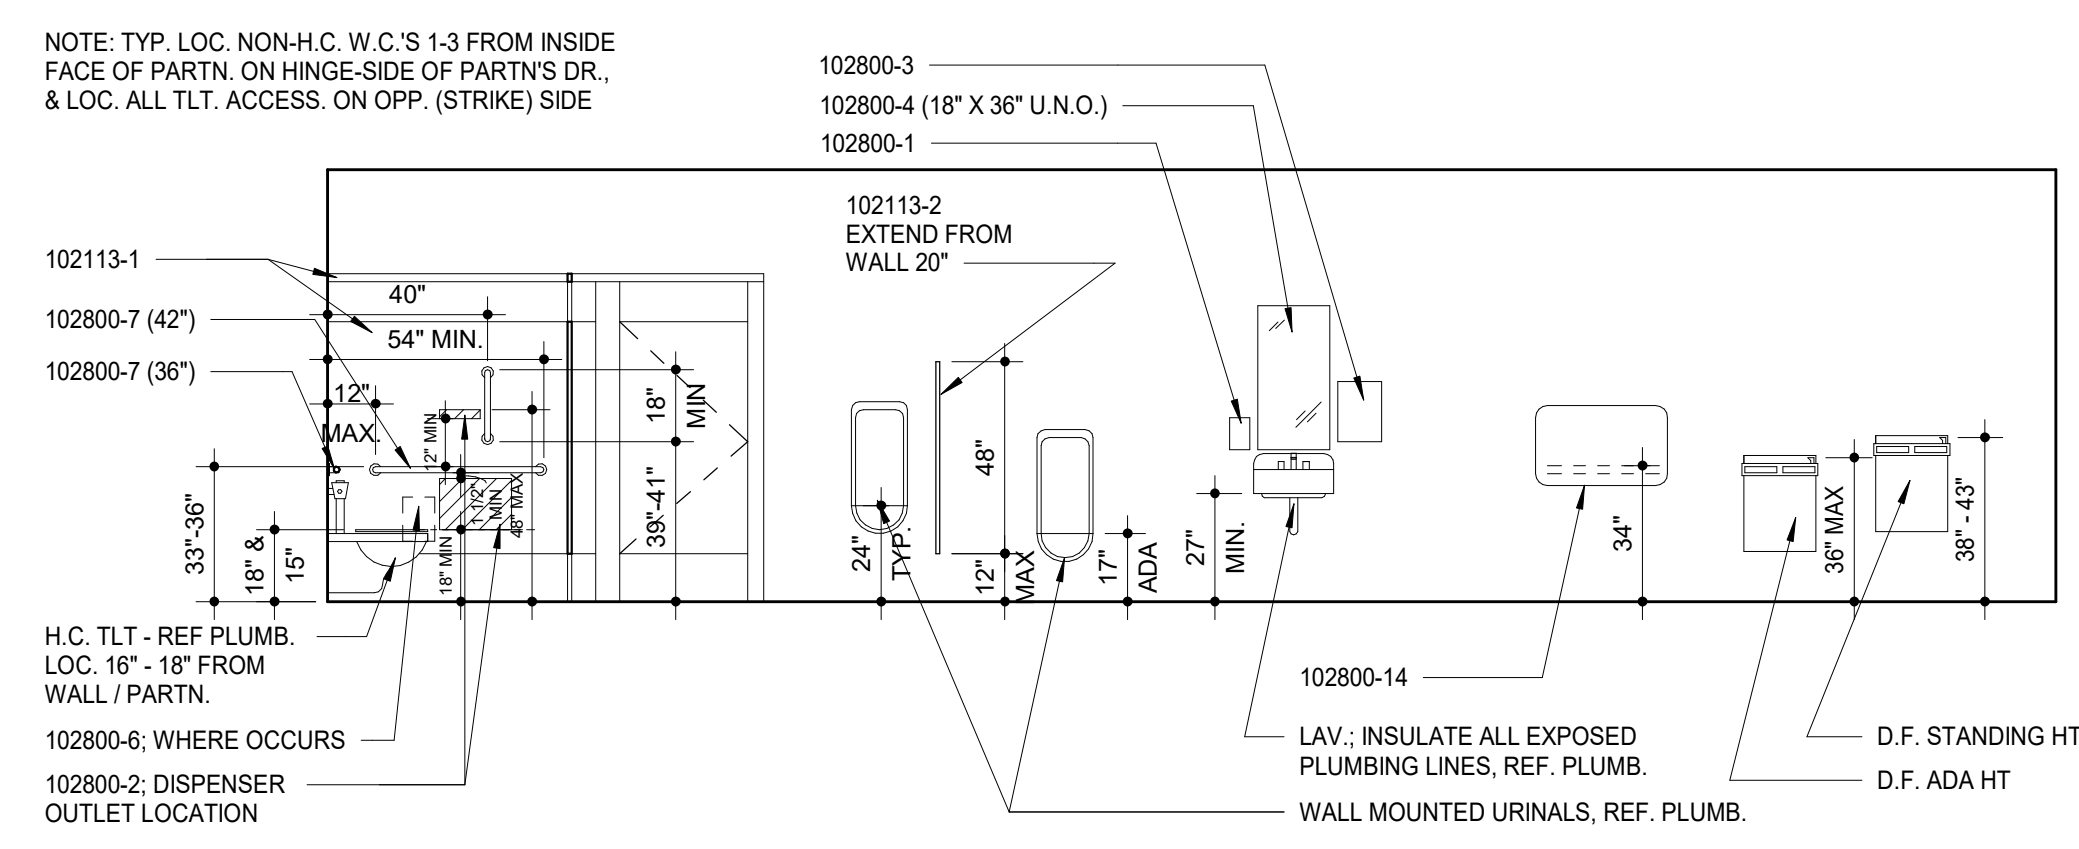 NOTE: TYP. LOC. NON-H.C. W.C.'S 1-3 FROM INSIDE
FACE OF PARTN. ON HINGE-SIDE OF PARTN'S DR.,
& LOC. ALL TLT. ACCESS. ON OPP. (STRIKE) SIDE
102800-3
102800-4 (18" X 36" U.N.O.)
102800-1
102113-2
EXTEND FROM
WALL 20"
102113-1
102800-7 (42")
102800-7 (36")
40"
54" MIN.
12"
MAX.
12" MIN
18"
MIN
1 1/2"
MIN
48" MAX
39"-41"
33"-36"
18" &
15"
18" MIN
24"
TYP.
48"
12"
MAX
17"
ADA
27"
MIN.
34"
36" MAX
38" - 43"
H.C. TLT - REF PLUMB.
LOC. 16" - 18" FROM
WALL / PARTN.
102800-6; WHERE OCCURS
102800-2; DISPENSER
OUTLET LOCATION
102800-14
LAV.; INSULATE ALL EXPOSED
PLUMBING LINES, REF. PLUMB.
WALL MOUNTED URINALS, REF. PLUMB.
D.F. STANDING HT
D.F. ADA HT